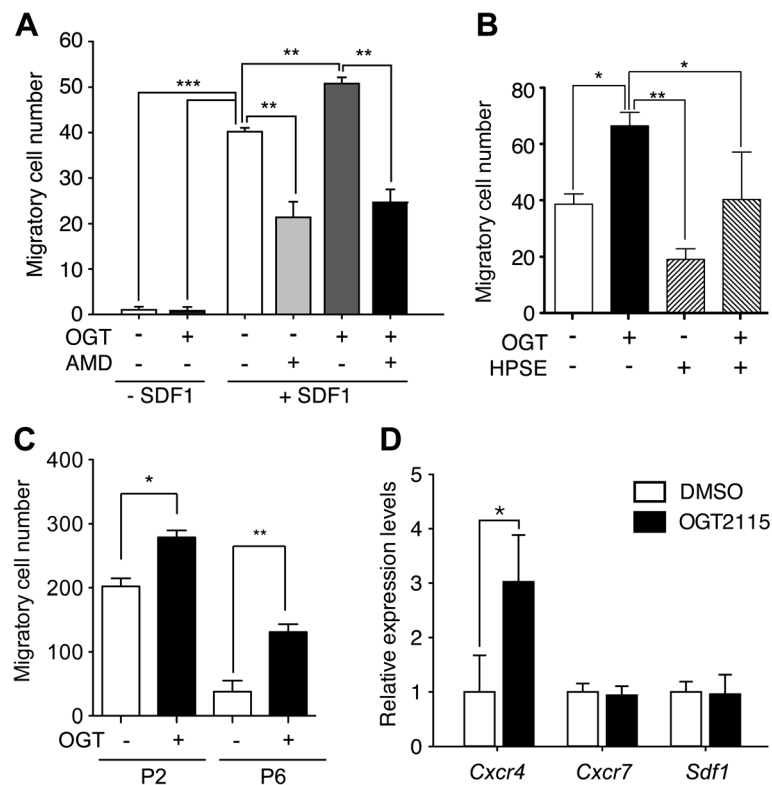 A
Migratory cell number
60
50
40
30
20
10
0
***
**
**
**
OGT - + - - + +
AMD - - - + - +
- SDF1 + SDF1
B
Migratory cell number
80
60
40
20
0
*
**
*
OGT - + - +
HPSE - - + +
C
Migratory cell number
400
300
200
100
0
*
**
OGT - + - +
P2 P6
D
Relative expression levels
5
4
3
2
1
0
*
DMSO
OGT2115
Cxcr4 Cxcr7 Sdf1